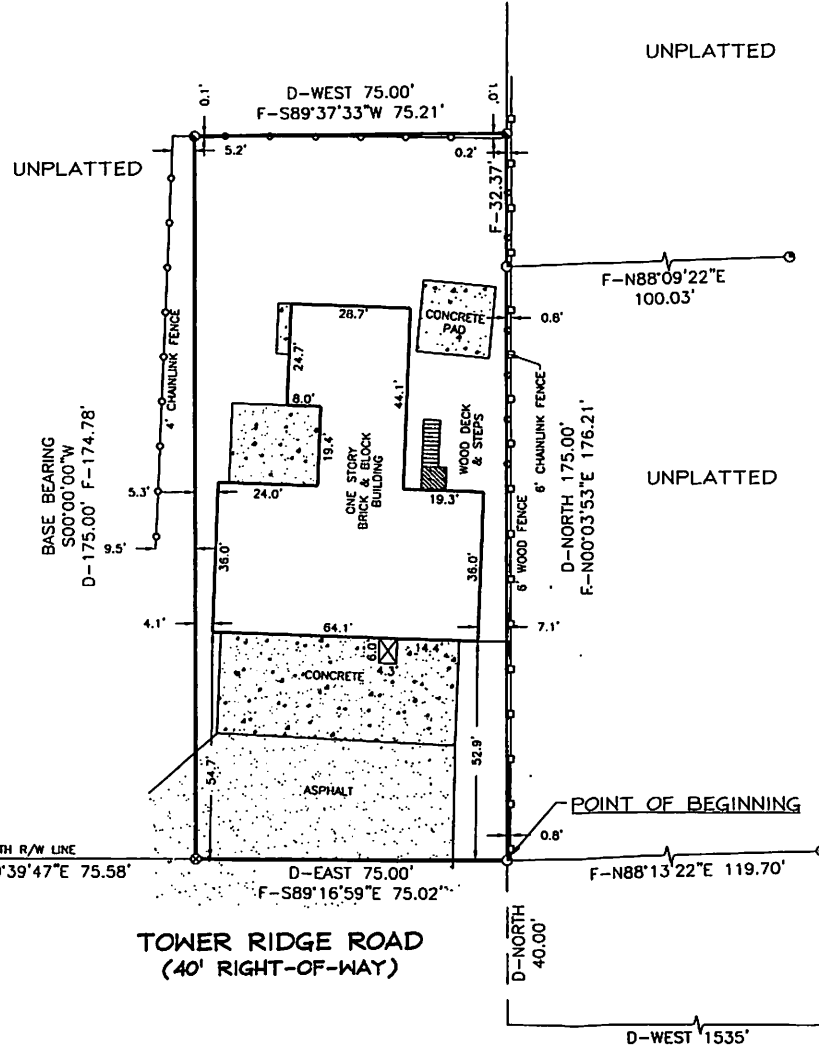 UNPLATTED
D-WEST 75.00'
F-S89°37'33"W 75.21'
0.1'
0.1'
5.2'
0.2'
UNPLATTED
F-32.37'
F-N88°09'22"E
100.03'
28.7'
CONCRETE
PAD
0.8'
4' CHAINLINK FENCE
24.7'
8.0'
44.1'
19.4'
WOOD DECK
& STEPS
6' CHAINLINK FENCE
D-NORTH 175.00'
F-N00°03'53"E 176.21'
UNPLATTED
BASE BEARING
S00°00'00"W
D-175.00' F-174.78'
5.3'
24.0'
ONE STORY
BRICK & BLOCK
BUILDING
19.3'
6' WOOD FENCE
9.5'
36.0'
36.0'
4.1'
64.1'
7.1'
6.0'
14.4'
4.3'
CONCRETE
52.9'
54.7'
ASPHALT
POINT OF BEGINNING
0.8'
TH R/W LINE
°39'47"E 75.58'
D-EAST 75.00'
F-S89°16'59"E 75.02'
F-N88°13'22"E 119.70'
TOWER RIDGE ROAD
(40' RIGHT-OF-WAY)
D-NORTH
40.00'
D-WEST 1535'